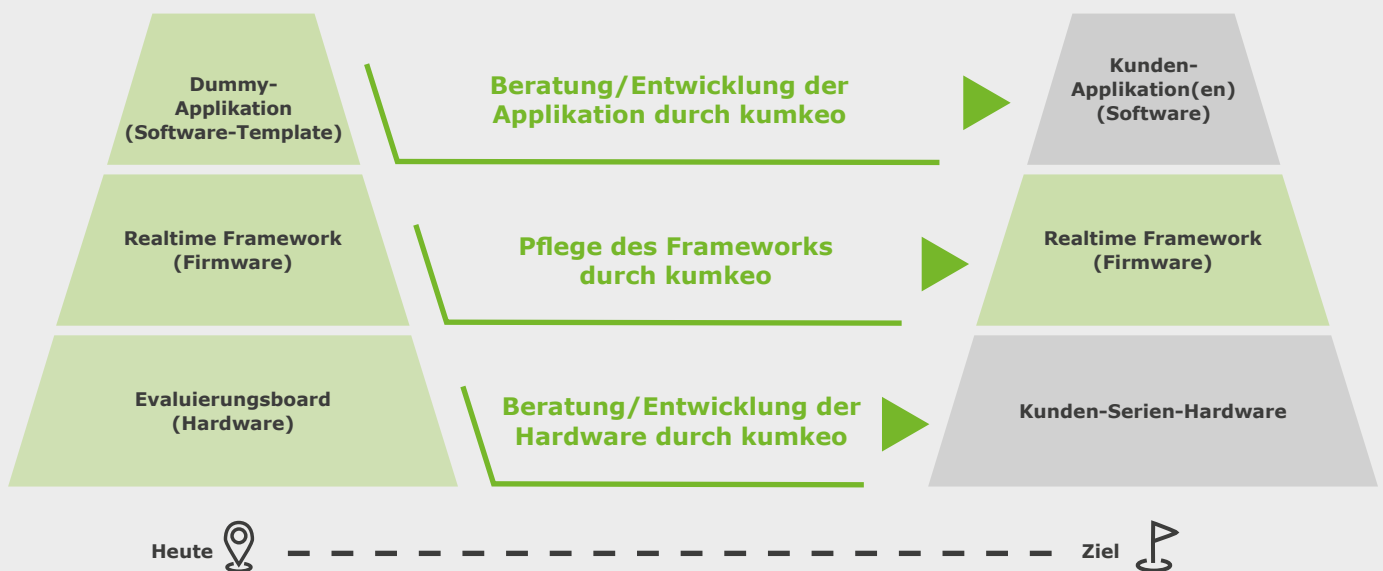 Dummy-
Applikation
(Software-Template)
Beratung/Entwicklung der
Applikation durch kumkeo
Kunden-
Applikation(en)
(Software)
Realtime Framework
(Firmware)
Pflege des Frameworks
durch kumkeo
Realtime Framework
(Firmware)
Evaluierungsboard
(Hardware)
Beratung/Entwicklung der
Hardware durch kumkeo
Kunden-Serien-Hardware
Heute
Ziel